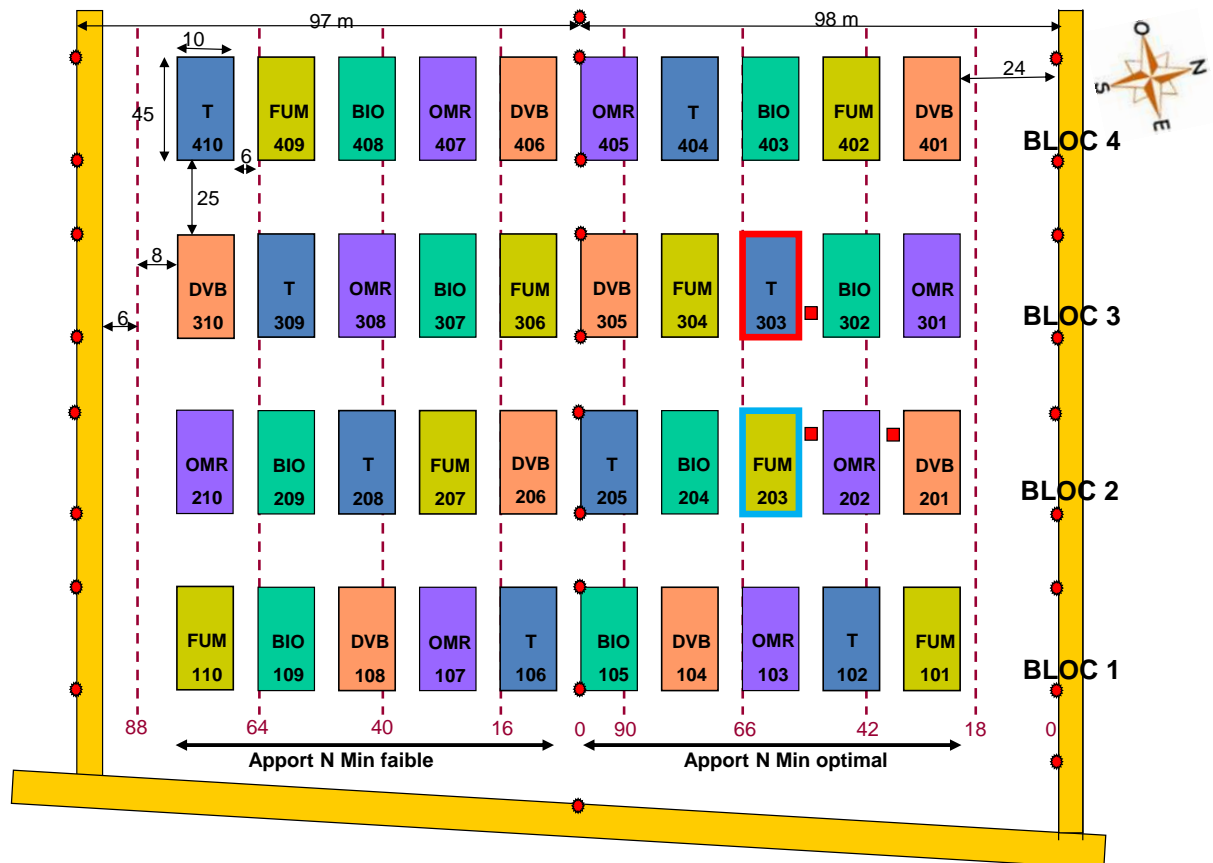 97 m
98 m
10
24
45
T
410
FUM
409
BIO
408
OMR
407
DVB
406
OMR
405
T
404
BIO
403
FUM
402
DVB
401
O
N
S
E
BLOC 4
6
25
8
6
DVB
310
T
309
OMR
308
BIO
307
FUM
306
DVB
305
FUM
304
T
303
BIO
302
OMR
301
BLOC 3
OMR
210
BIO
209
T
208
FUM
207
DVB
206
T
205
BIO
204
FUM
203
OMR
202
DVB
201
BLOC 2
FUM
110
BIO
109
DVB
108
OMR
107
T
106
BIO
105
DVB
104
OMR
103
T
102
FUM
101
BLOC 1
88
64
40
16
0
90
66
42
18
0
Apport N Min faible
Apport N Min optimal